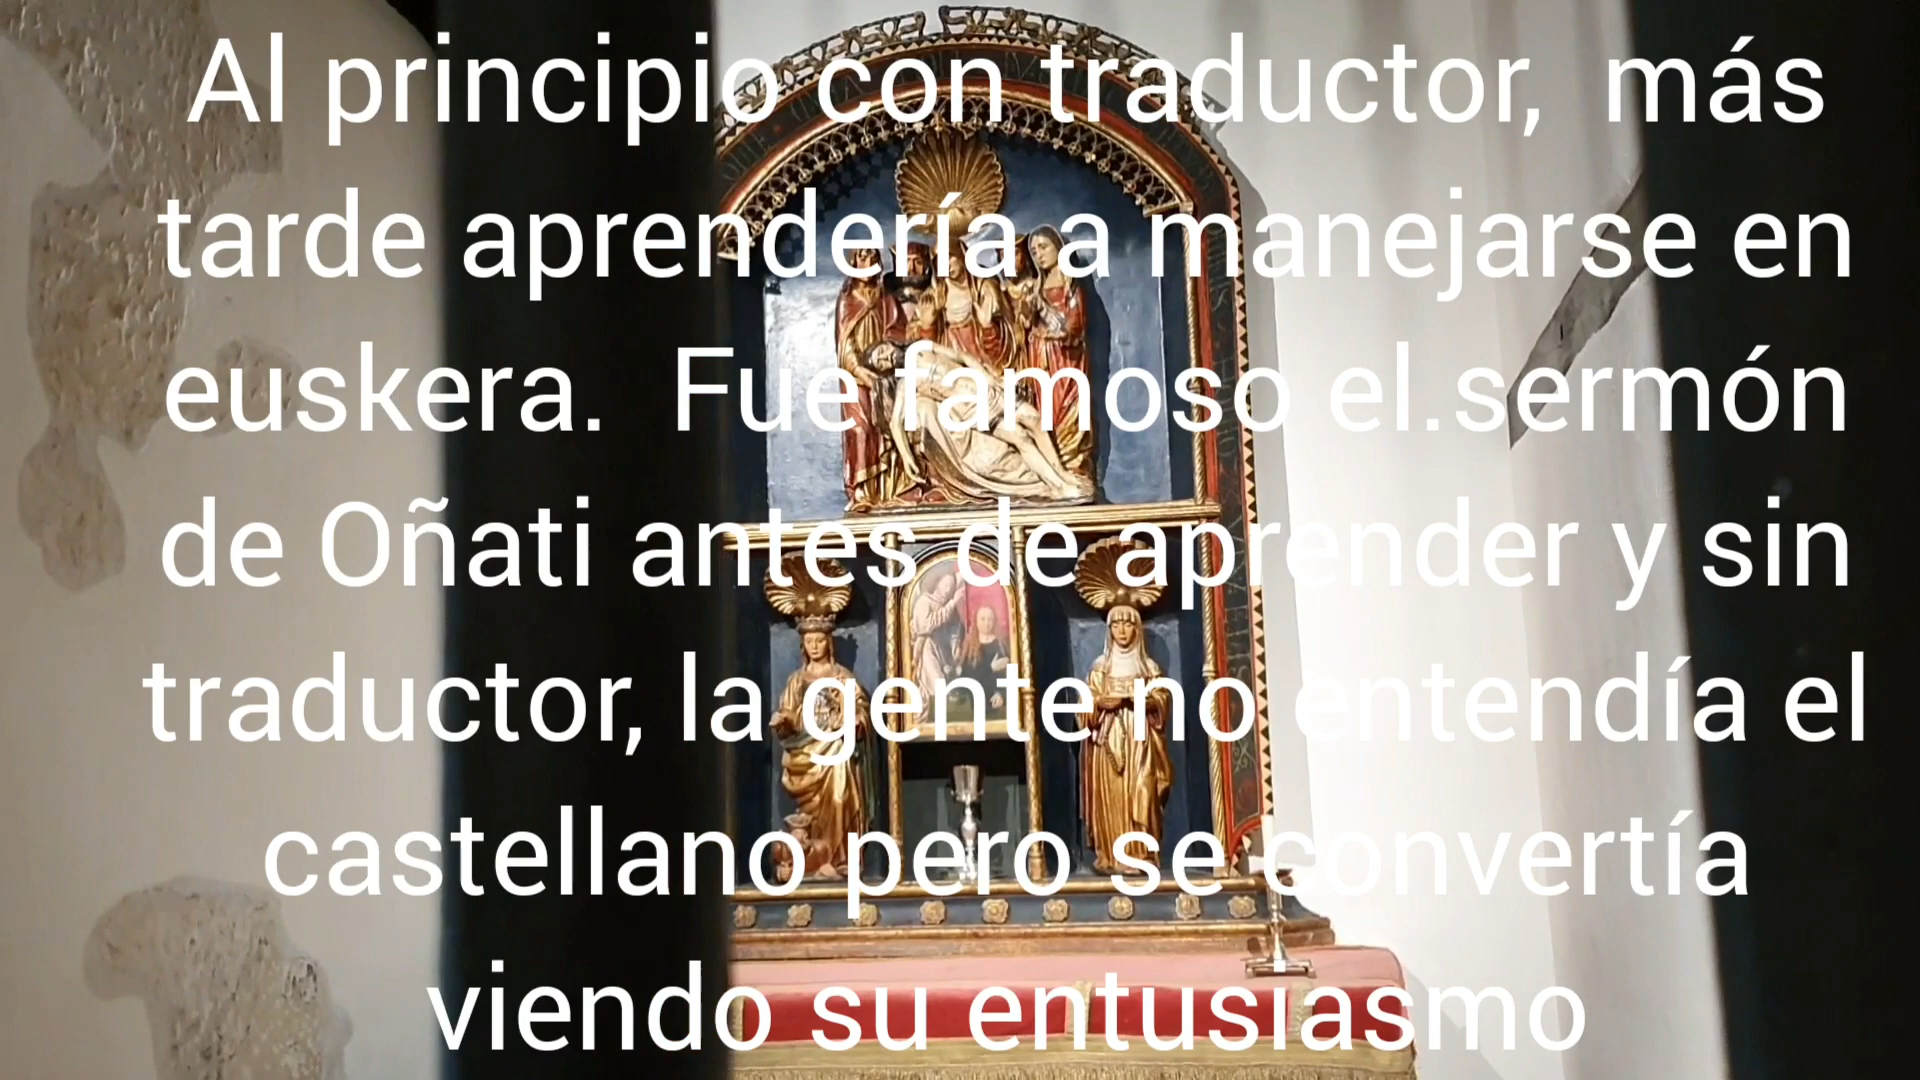 Al principio con traductor, más
tarde aprendería a manejarse en
euskera. Fue famoso el.sermón
de Oñati antes de aprender y sin
traductor, la gente no entendía el
castellano pero se convertía
viendo su entusiasmo